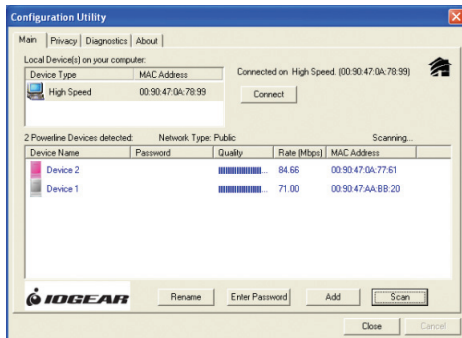 Configuration Utility
Main Privacy Diagnostics About
Local Device(s) on your computer:
Device Type MAC Address
High Speed 00:90:47:0A:78:99
Connected on High Speed. (00:90:47:0A:78:99)
Connect
2 Powerline Devices detected: Network Type: Public Scanning...
Device Name Password Quality Rate (Mbps) MAC Address
Device 2 84.66 00:90:47:0A:77:61
Device 1 71.00 00:90:47:AA:BB:20
IOGEAR Rename Enter Password Add Scan
Close Cancel